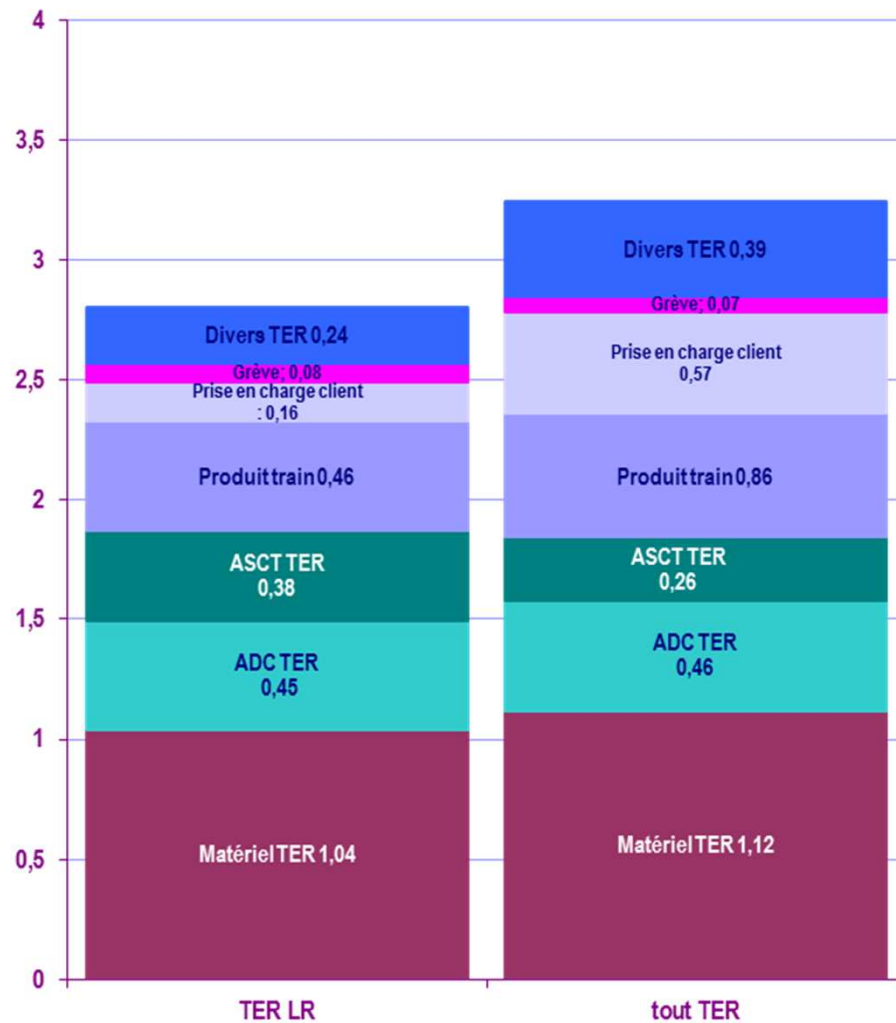 4
3,5
3
2,5
2
1,5
1
0,5
0
Divers TER 0,24
Grève; 0,08
Prise en charge client
: 0,16
Produit train 0,46
ASCT TER
0,38
ADC TER
0,45
Matériel TER 1,04
TER LR
Divers TER 0,39
Grève; 0,07
Prise en charge client
0,57
Produit train 0,86
ASCT TER
0,26
ADC TER
0,46
Matériel TER 1,12
tout TER